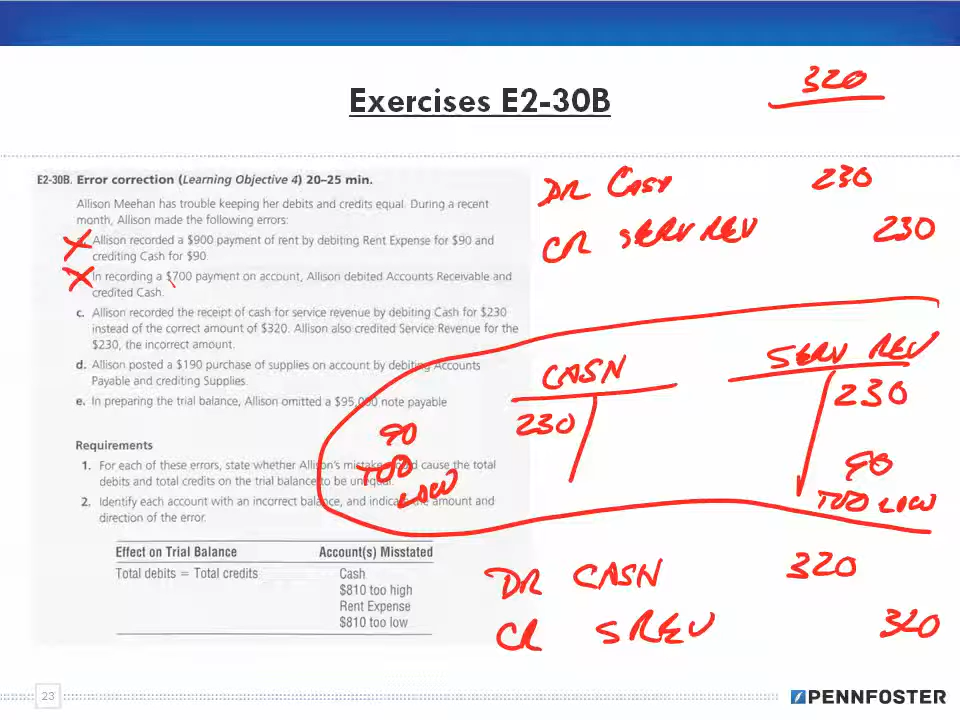 Exercises E2-30B
320
E2-30B. Error correction (Learning Objective 4) 20–25 min.
Allison Meehan has trouble keeping her debits and credits equal. During a recent
month, Allison made the following errors:
Allison recorded a $900 payment of rent by debiting Rent Expense for $90 and
crediting Cash for $90.
In recording a $700 payment on account, Allison debited Accounts Receivable and
credited Cash.
c. Allison recorded the receipt of cash for service revenue by debiting Cash for $230
instead of the correct amount of $320. Allison also credited Service Revenue for the
$230, the incorrect amount.
d. Allison posted a $190 purchase of supplies on account by debiting Accounts
Payable and crediting Supplies.
e. In preparing the trial balance, Allison omitted a $95,000 note payable
Requirements
1. For each of these errors, state whether Allison's mistake would cause the total
debits and total credits on the trial balance to be unequal.
2. Identify each account with an incorrect balance, and indicate the amount and
direction of the error.
Effect on Trial Balance Account(s) Misstated
Total debits = Total credits Cash
$810 too high
Rent Expense
$810 too low
DR CASH 230
CR SERV REV 230
CASH SERV REV
230 230
90
TOO
LOW
90
TOO LOW
DR CASH 320
CR S REV 320
23
PENNFOSTER